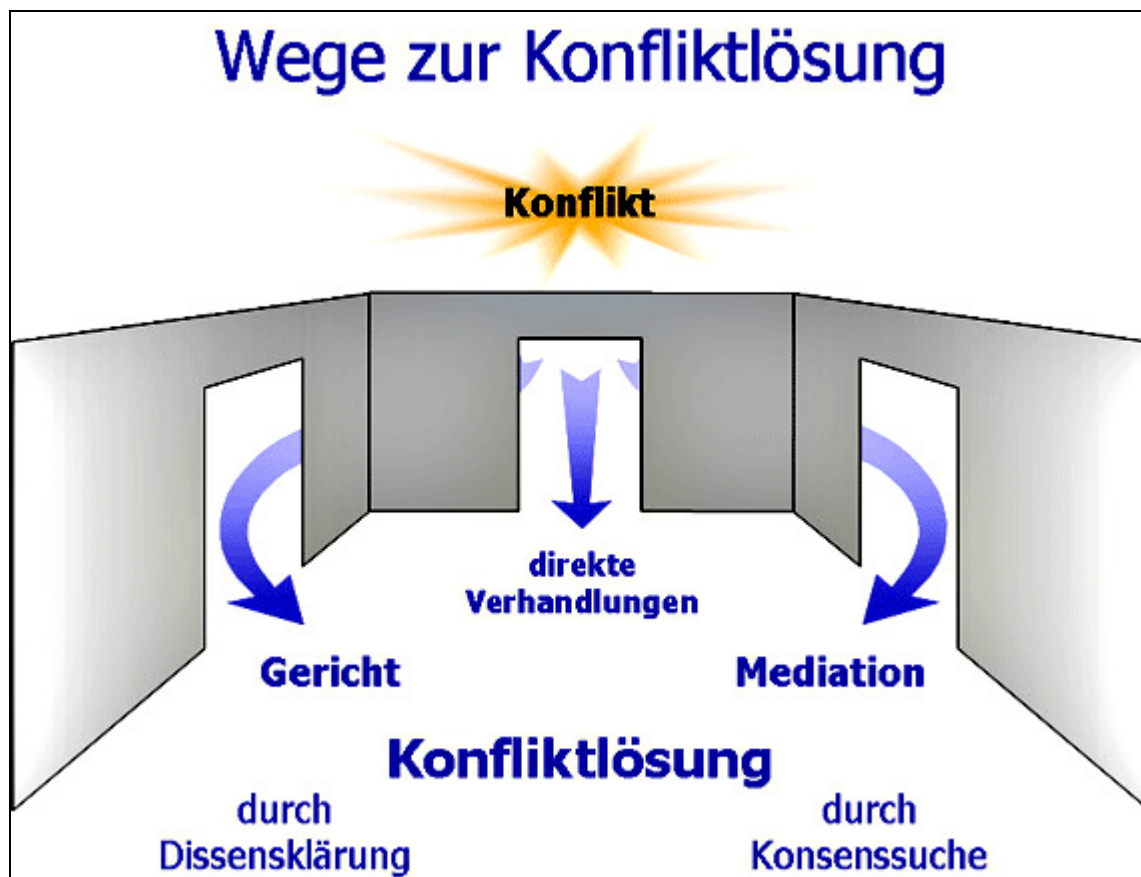 Wege zur Konfliktlösung
Konflikt
direkte
Verhandlungen
Gericht
Mediation
Konfliktlösung
durch
Dissensklärung
durch
Konsenssuche